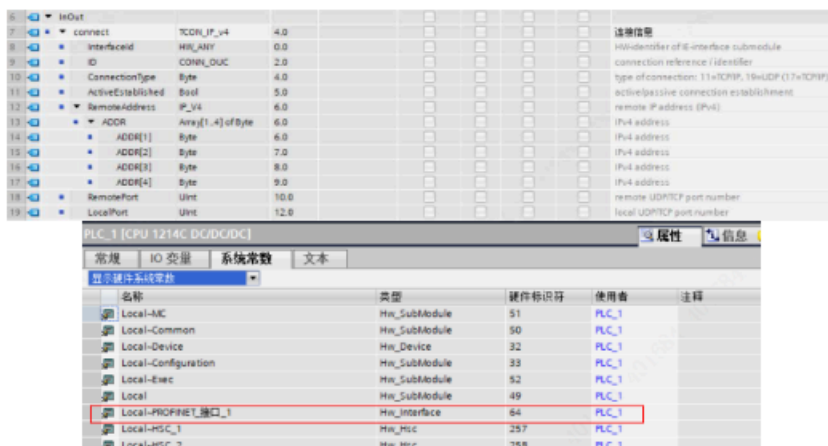 6 InOut
7 connect TCON_IP_v4 4.0 连接信息
8 InterfaceId HW_ANY 0.0 HW-identifier of IE-interface submodule
9 ID CONN_OUC 2.0 connection reference / identifier
10 ConnectionType Byte 4.0 type of connection: 11=TCP/IP, 19=UDP (17=TCP/IP)
11 ActiveEstablished Bool 5.0 active/passive connection establishment
12 RemoteAddress IP_V4 6.0 remote IP address (IPv4)
13 ADDR Array[1..4] of Byte 6.0 IPv4 address
14 ADDR[1] Byte 6.0 IPv4 address
15 ADDR[2] Byte 7.0 IPv4 address
16 ADDR[3] Byte 8.0 IPv4 address
17 ADDR[4] Byte 9.0 IPv4 address
18 RemotePort UInt 10.0 remote UDP/TCP port number
19 LocalPort UInt 12.0 local UDP/TCP port number
PLC_1 [CPU 1214C DC/DC/DC] 属性 信息
常规 IO 变量 系统常数 文本
显示硬件系统常数
名称 类型 硬件标识符 使用者 注释
Local~MC Hw_SubModule 51 PLC_1
Local~Common Hw_SubModule 50 PLC_1
Local~Device Hw_Device 32 PLC_1
Local~Configuration Hw_SubModule 33 PLC_1
Local~Exec Hw_SubModule 52 PLC_1
Local Hw_SubModule 49 PLC_1
Local~PROFINET_接口_1 Hw_Interface 64 PLC_1
Local~HSC_1 Hw_Hsc 257 PLC_1
Local~HSC_2 Hw_Hsc 258 PLC_1